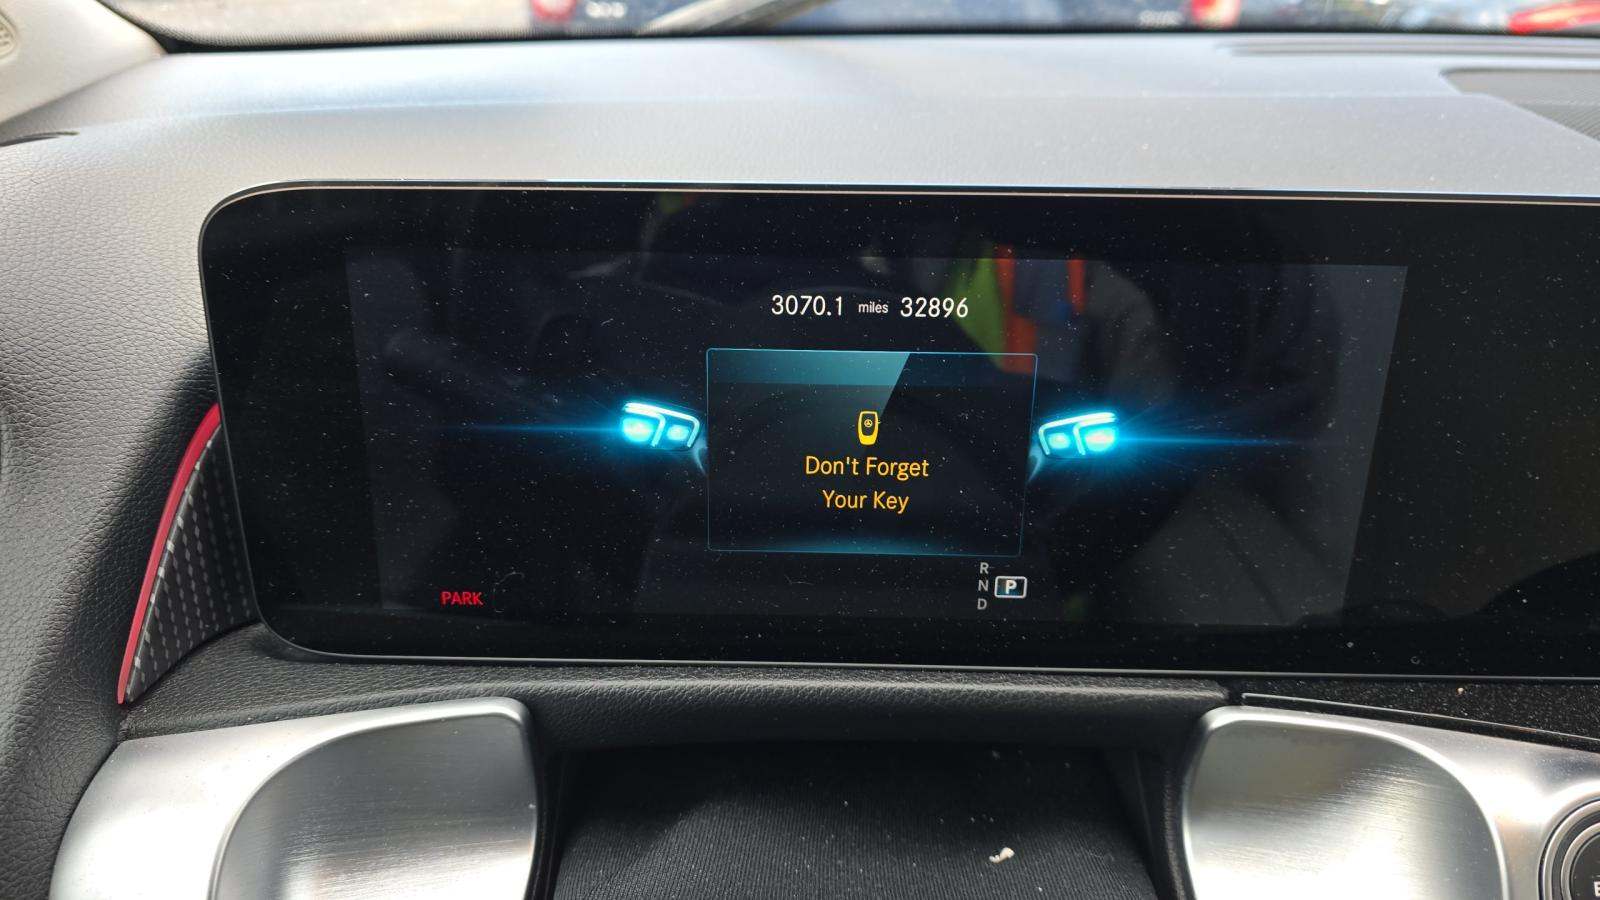 3070.1 miles 32896
Don't Forget
Your Key
R
N P
D
PARK